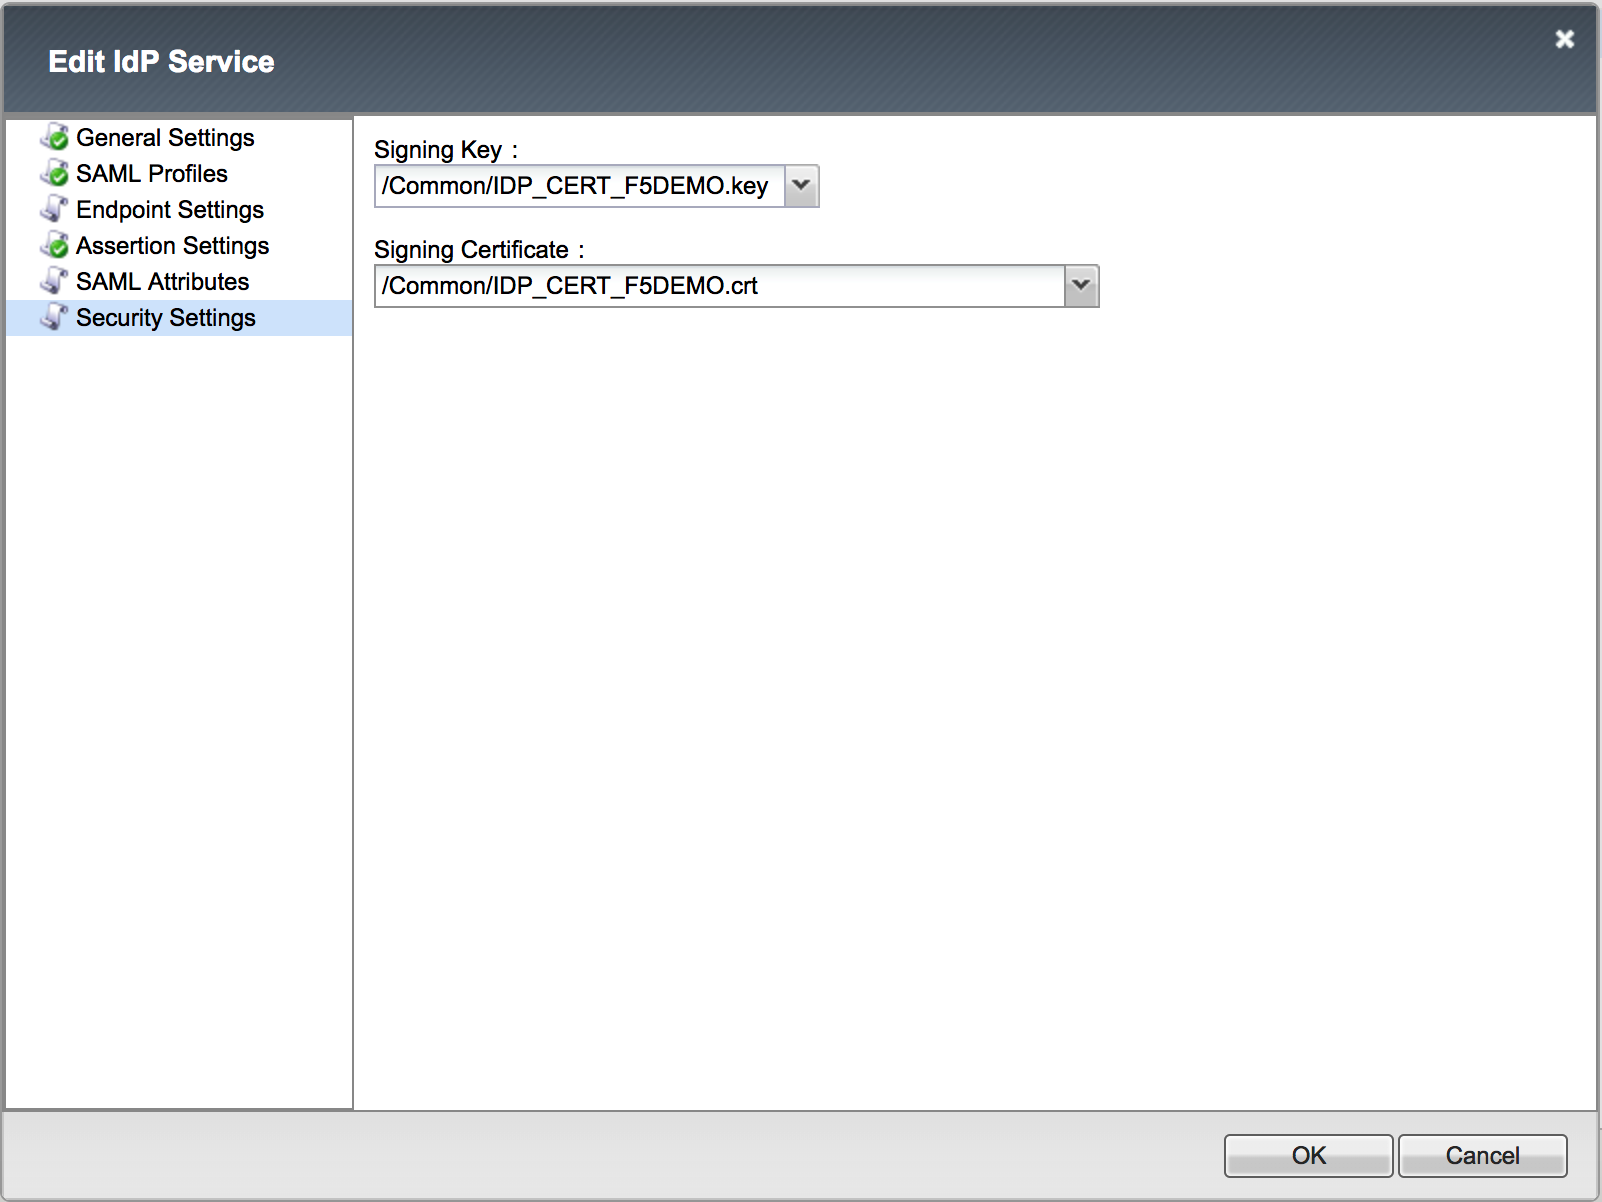 Edit IdP Service
General Settings
SAML Profiles
Endpoint Settings
Assertion Settings
SAML Attributes
Security Settings
Signing Key :
/Common/IDP_CERT_F5DEMO.key
Signing Certificate :
/Common/IDP_CERT_F5DEMO.crt
OK
Cancel